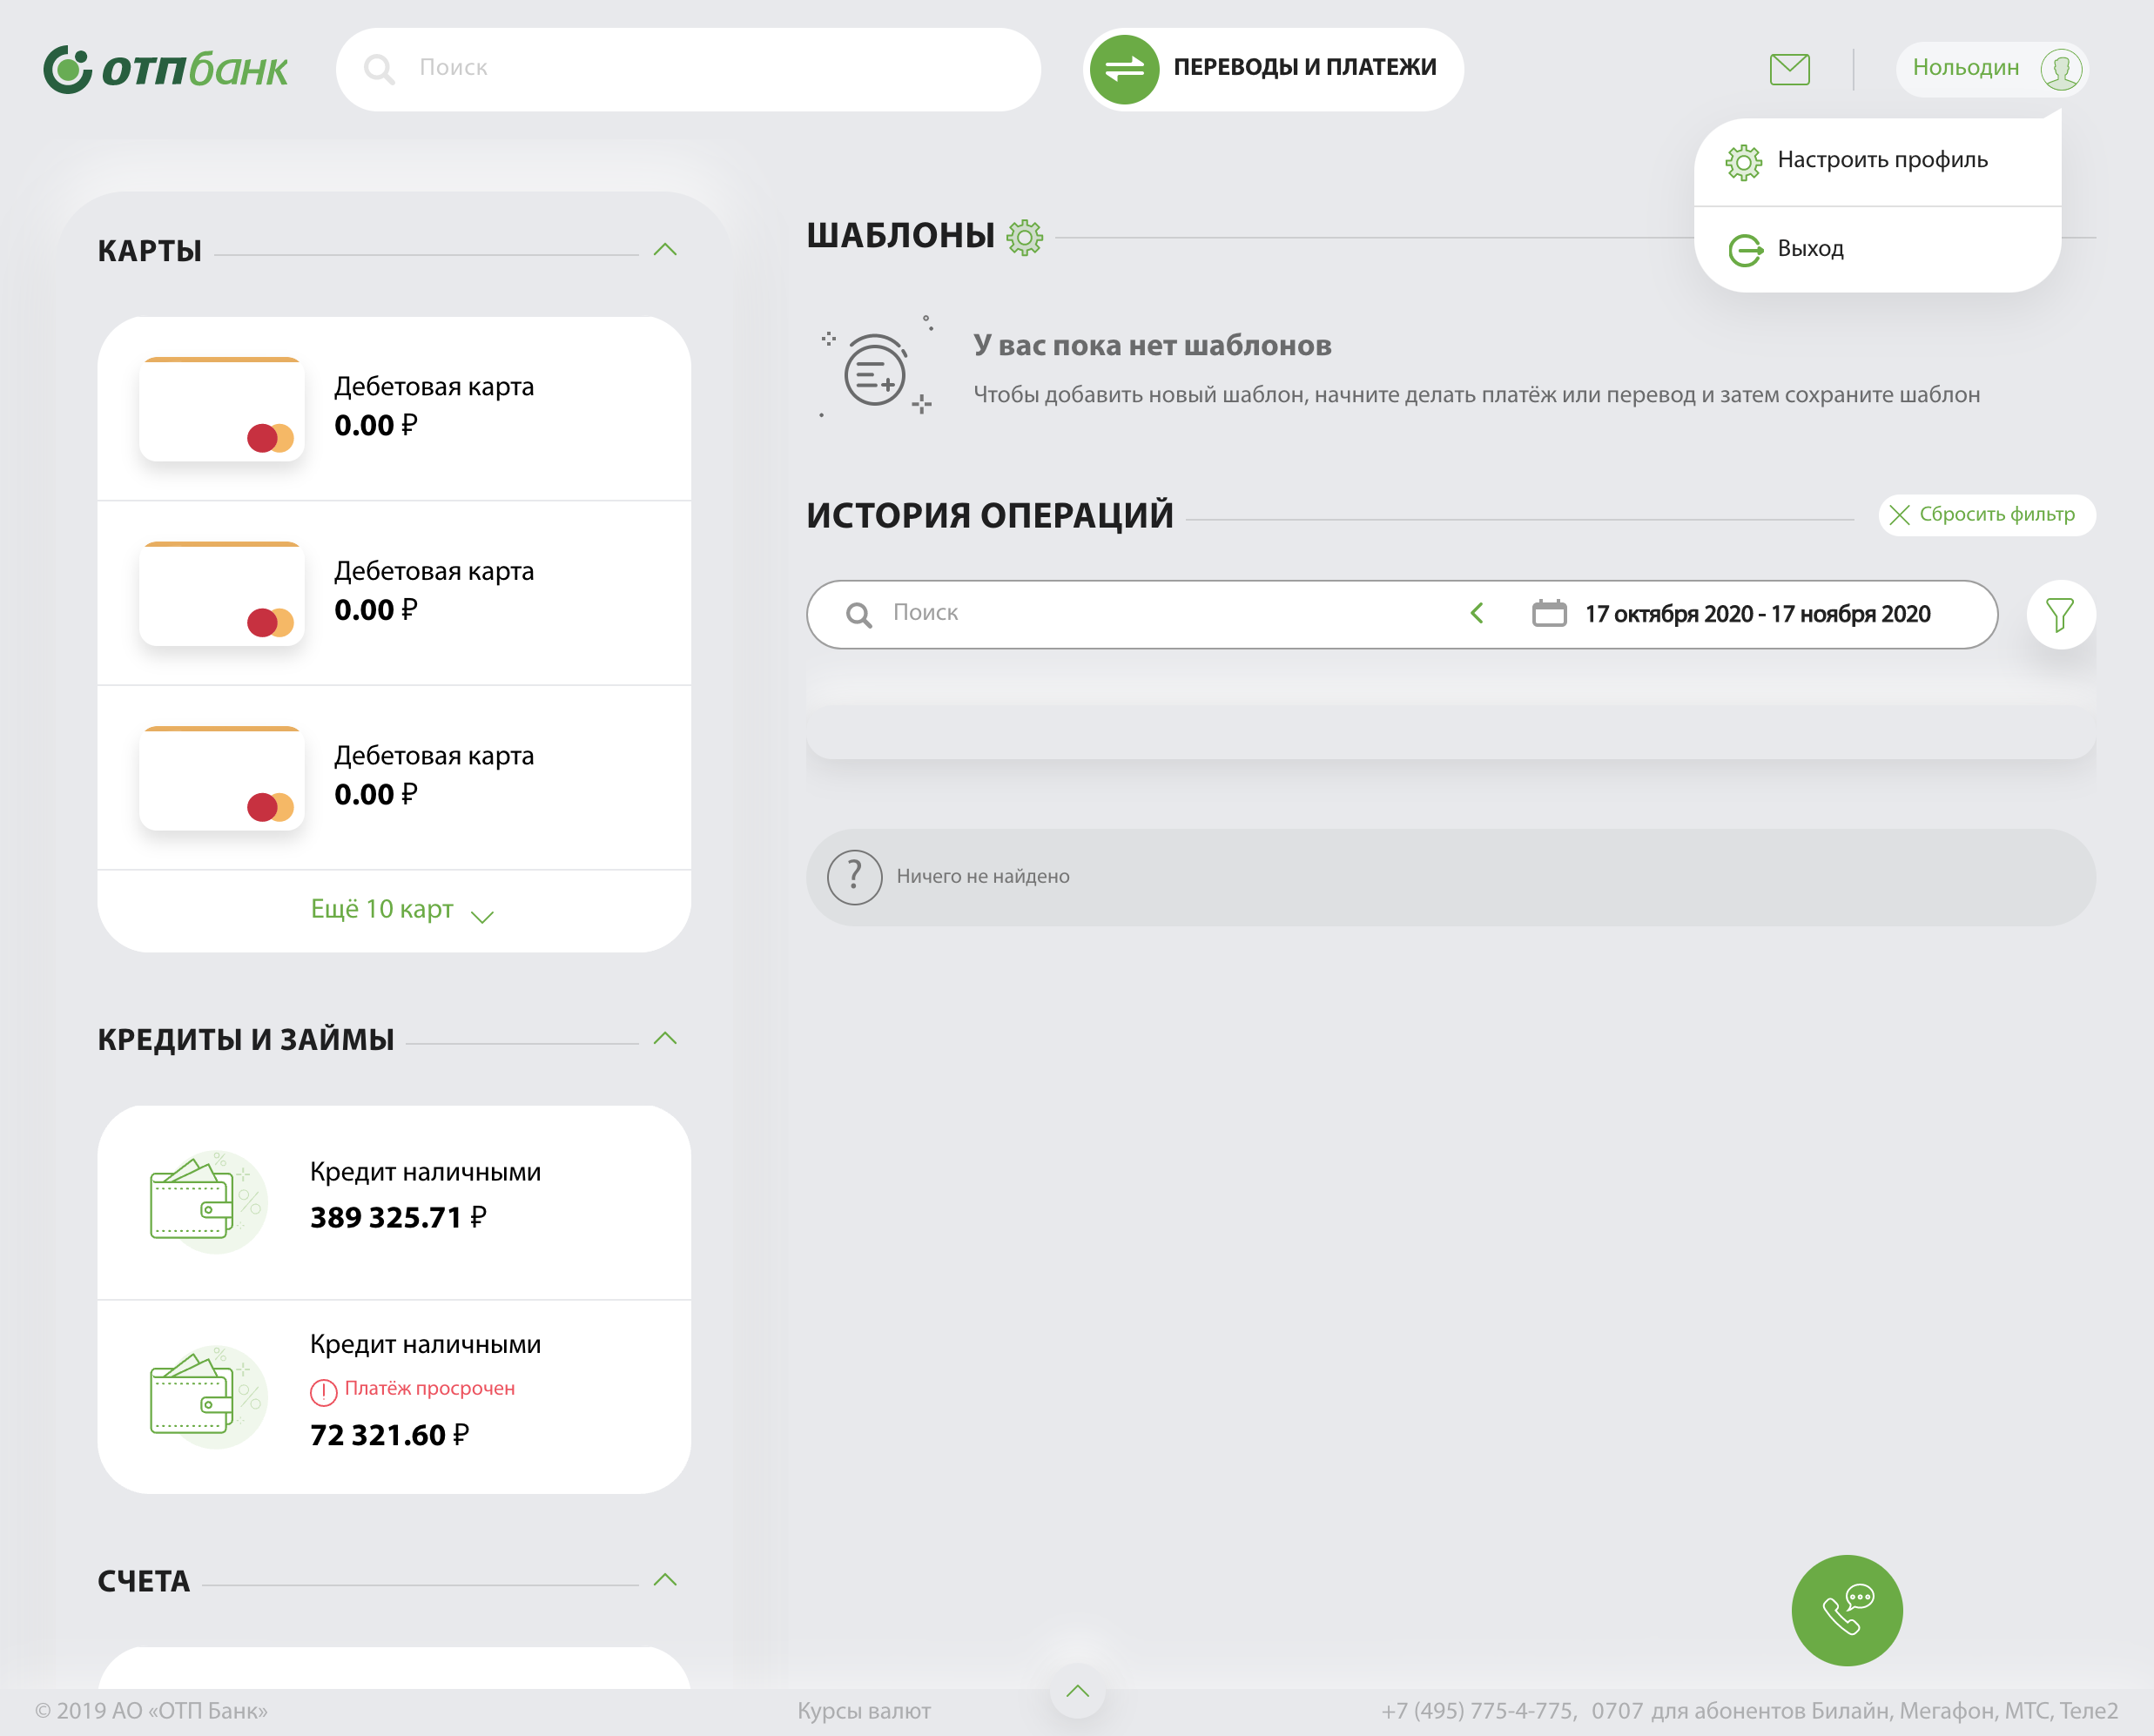 отпбанк
Поиск
ПЕРЕВОДЫ И ПЛАТЕЖИ
Нольодин
Настроить профиль
Выход
КАРТЫ
Дебетовая карта
0.00 ₽
Дебетовая карта
0.00 ₽
Дебетовая карта
0.00 ₽
Ещё 10 карт
КРЕДИТЫ И ЗАЙМЫ
Кредит наличными
389 325.71 ₽
Кредит наличными
Платёж просрочен
72 321.60 ₽
СЧЕТА
ШАБЛОНЫ
У вас пока нет шаблонов
Чтобы добавить новый шаблон, начните делать платёж или перевод и затем сохраните шаблон
ИСТОРИЯ ОПЕРАЦИЙ
Сбросить фильтр
Поиск
17 октября 2020 - 17 ноября 2020
? Ничего не найдено
© 2019 АО «ОТП Банк»
Курсы валют
+7 (495) 775-4-775, 0707 для абонентов Билайн, Мегафон, МТС, Теле2